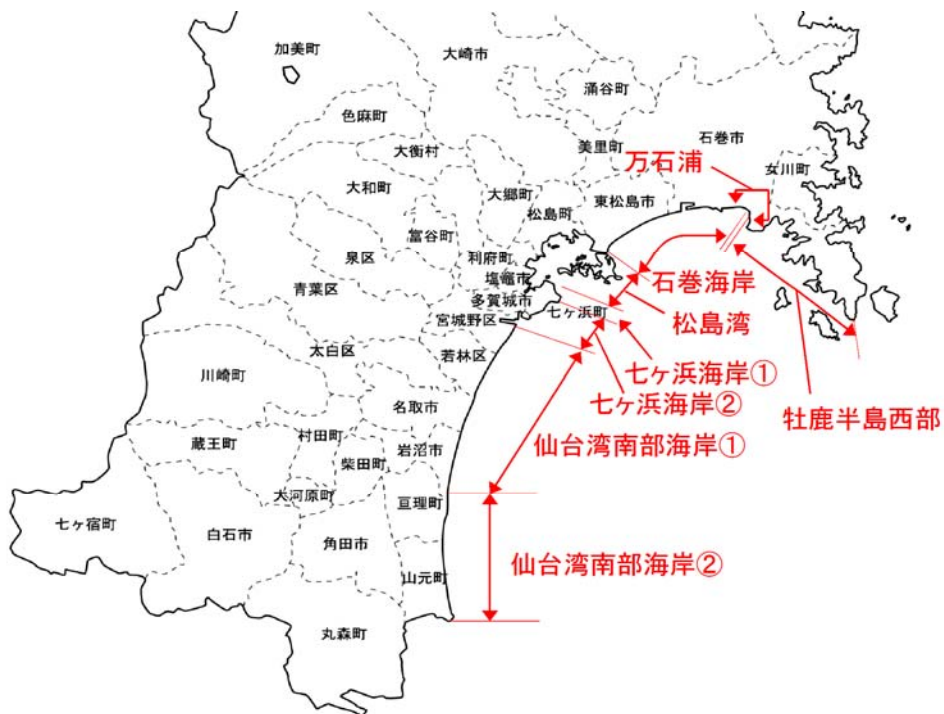 加美町
大崎市
涌谷町
色麻町
石巻市
大衡村
美里町
万石浦
女川町
大和町
大郷町
東松島市
松島町
富谷町
泉区
利府町
塩竈市
石巻海岸
青葉区
多賀城市
七ヶ浜町
宮城野区
松島湾
太白区
若林区
七ヶ浜海岸①
川崎町
名取市
七ヶ浜海岸②
牡鹿半島西部
蔵王町
村田町
岩沼市
仙台湾南部海岸①
柴田町
大河原町
亘理町
七ヶ宿町
白石市
角田市
仙台湾南部海岸②
山元町
丸森町